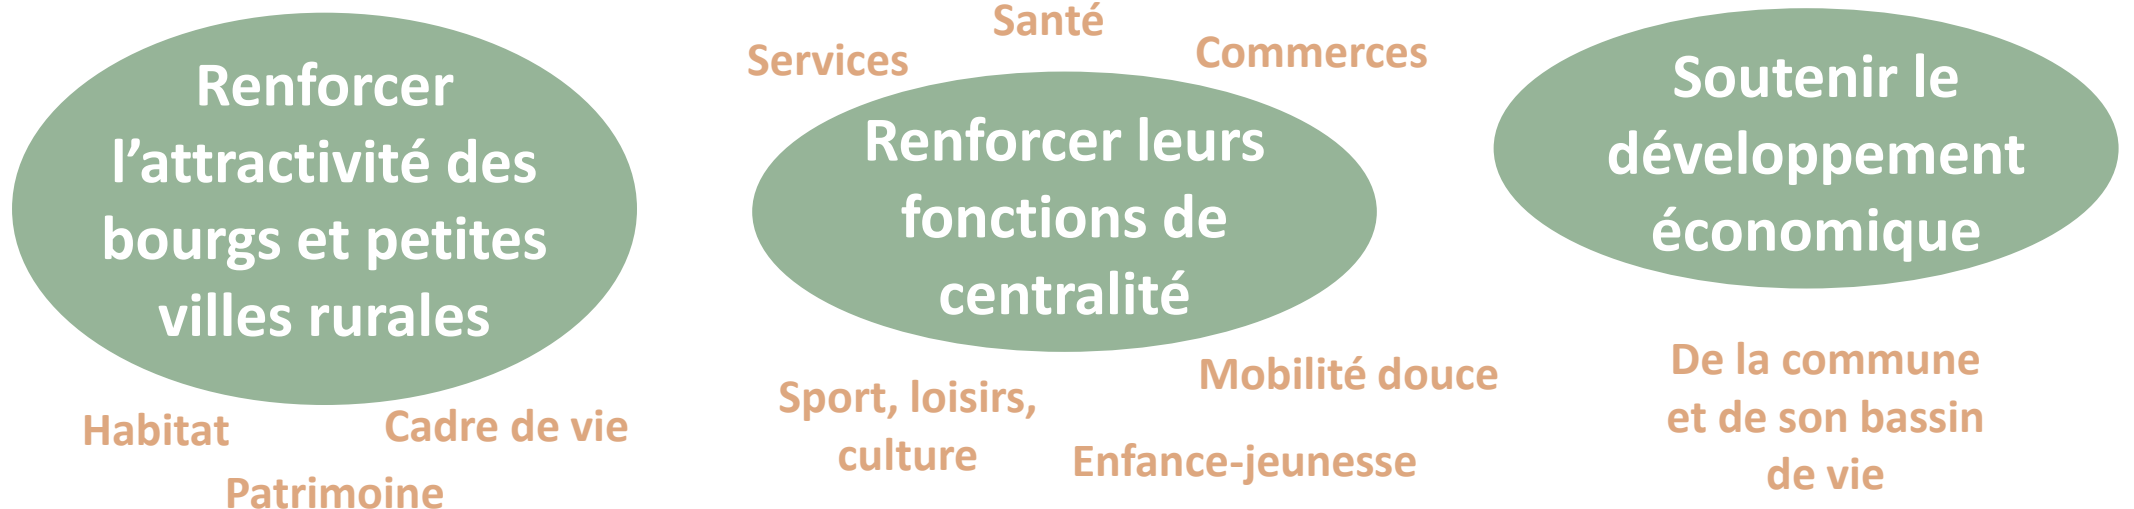 Renforcer
l’attractivité des
bourgs et petites
villes rurales
Habitat
Cadre de vie
Patrimoine
Santé
Services
Commerces
Renforcer leurs
fonctions de
centralité
Mobilité douce
Sport, loisirs,
culture
Enfance-jeunesse
Soutenir le
développement
économique
De la commune
et de son bassin
de vie